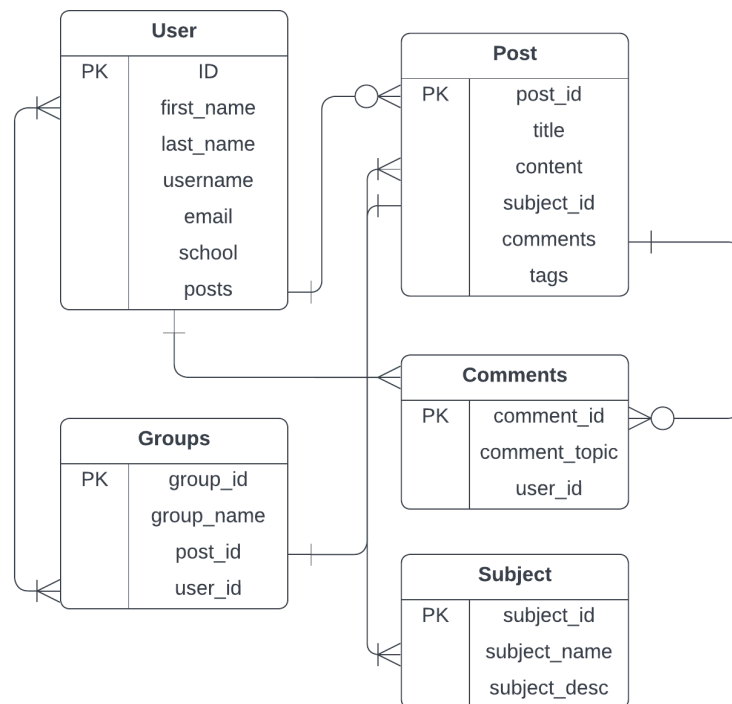 User
PK ID
first_name
last_name
username
email
school
posts
Post
PK post_id
title
content
subject_id
comments
tags
Comments
PK comment_id
comment_topic
user_id
Groups
PK group_id
group_name
post_id
user_id
Subject
PK subject_id
subject_name
subject_desc